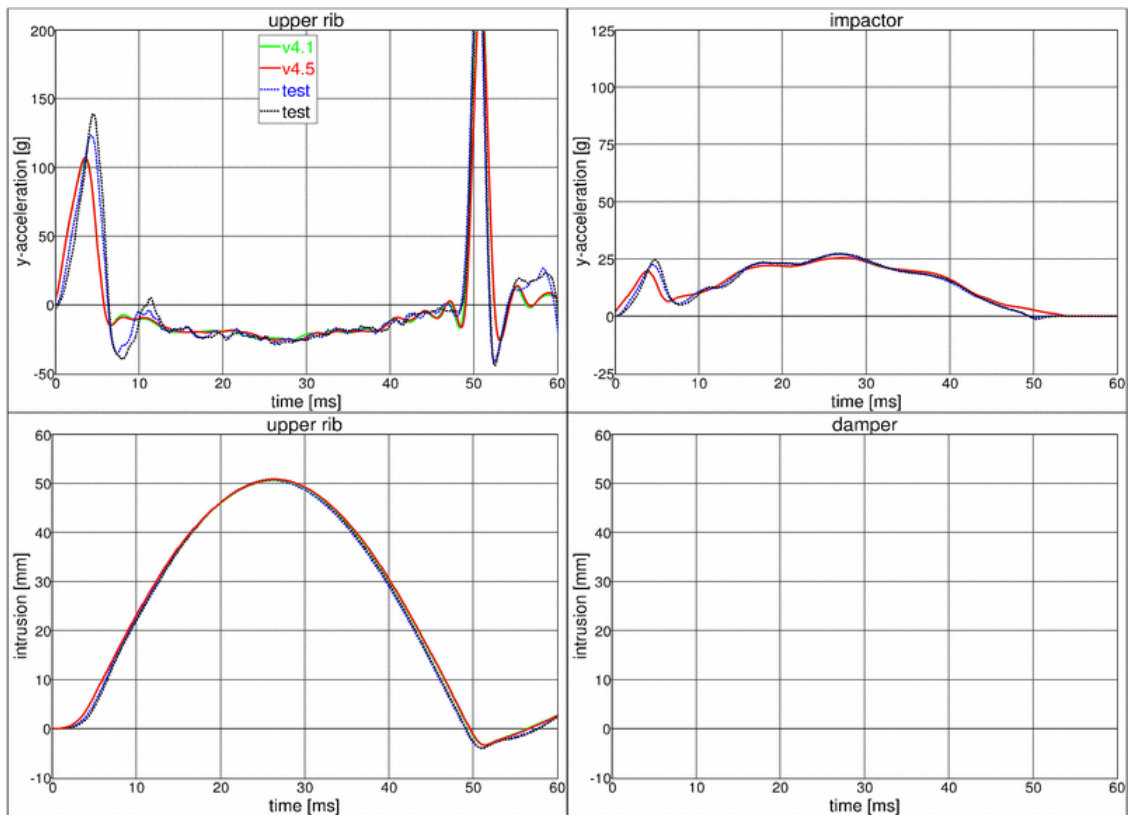 upper rib
200
150
100
50
0
-50
y-acceleration [g]
v4.1
v4.5
test
test
0 10 20 30 40 50 60
time [ms]
impactor
125
100
75
50
25
0
-25
y-acceleration [g]
0 10 20 30 40 50 60
time [ms]
upper rib
60
50
40
30
20
10
0
-10
intrusion [mm]
0 10 20 30 40 50 60
time [ms]
damper
60
50
40
30
20
10
0
-10
intrusion [mm]
0 10 20 30 40 50 60
time [ms]